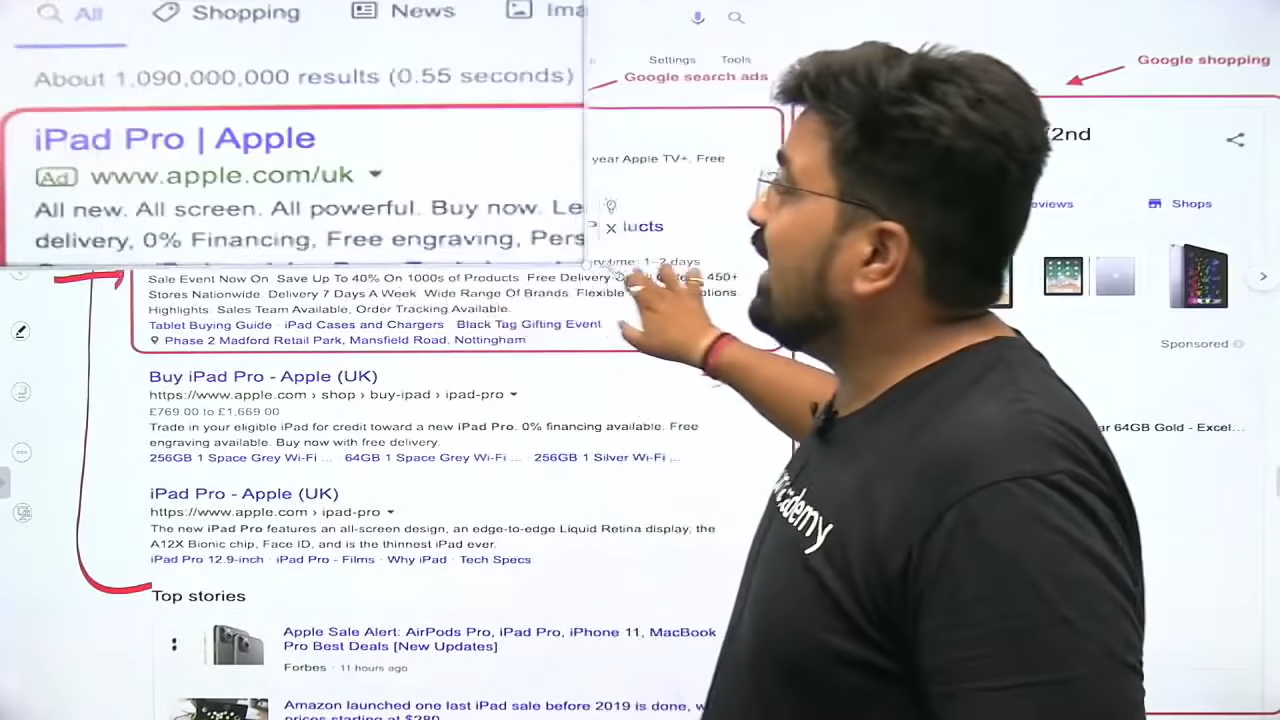 All Shopping News Ima
About 1,090,000,000 results (0.55 seconds)
Settings Tools
Google search ads
Google shopping
iPad Pro | Apple
Ad www.apple.com/uk
All new. All screen. All powerful. Buy now. Le
delivery, 0% Financing, Free engraving, Pers
year Apple TV+, Free
lucts
time: 1–2 days
Sale Event Now On. Save Up To 40% On 1000s of Products. Free Delivery 450+
Stores Nationwide. Delivery 7 Days A Week. Wide Range Of Brands. Flexible
Highlights: Sales Team Available, Order Tracking Available.
Tablet Buying Guide · iPad Cases and Chargers · Black Tag Gifting Event
Phase 2 Madford Retail Park, Mansfield Road, Nottingham
Buy iPad Pro - Apple (UK)
https://www.apple.com › shop › buy-ipad › ipad-pro
£769.00 to £1,669.00
Trade in your eligible iPad for credit toward a new iPad Pro. 0% financing available. Free
engraving available. Buy now with free delivery.
256GB 1 Space Grey Wi-Fi ... · 64GB 1 Space Grey Wi-Fi ... · 256GB 1 Silver Wi-Fi ...
iPad Pro - Apple (UK)
https://www.apple.com › ipad-pro
The new iPad Pro features an all-screen design, an edge-to-edge Liquid Retina display, the
A12X Bionic chip, Face ID, and is the thinnest iPad ever.
iPad Pro 12.9-inch · iPad Pro - Films · Why iPad · Tech Specs
Top stories
Apple Sale Alert: AirPods Pro, iPad Pro, iPhone 11, MacBook
Pro Best Deals [New Updates]
Forbes · 11 hours ago
Amazon launched one last iPad sale before 2019 is done, w
prices starting at $280
/2nd
eviews Shops
Sponsored
ar 64GB Gold - Excel...
cademy